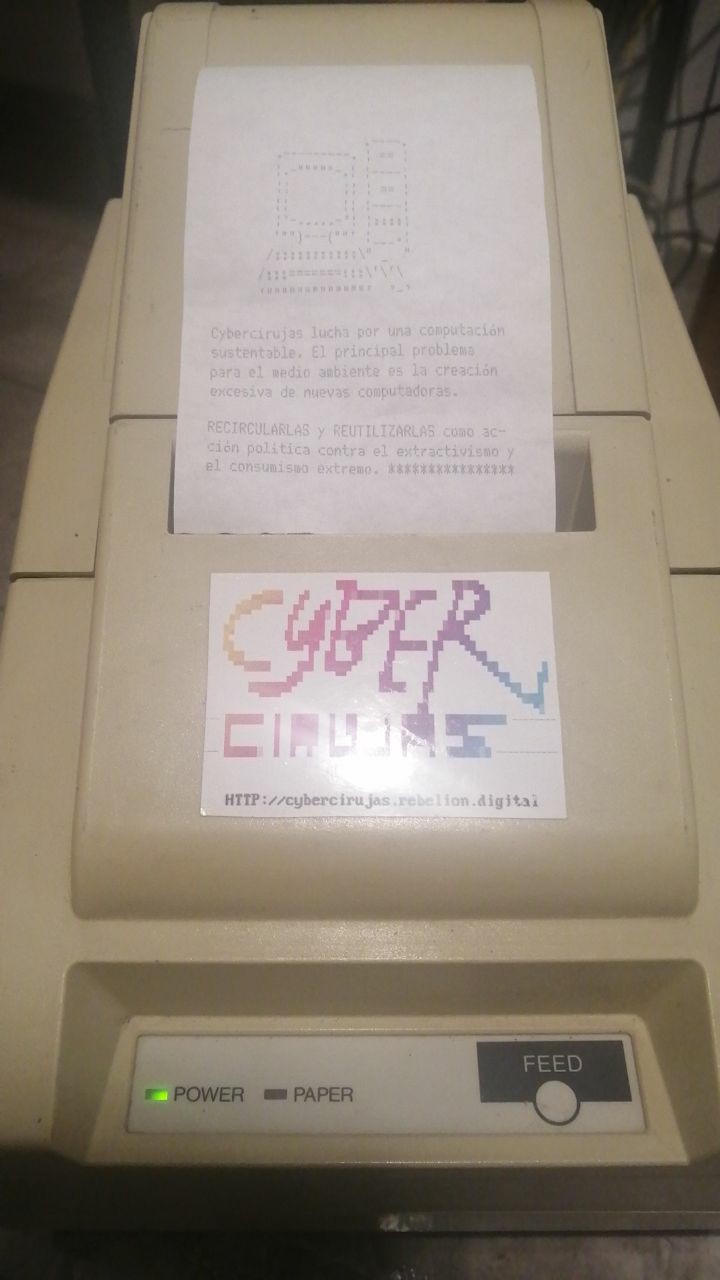 Cybercirujas lucha por una computación
sustentable. El principal problema
para el medio ambiente es la creación
excesiva de nuevas computadoras.
RECIRCULARLAS y REUTILIZARLAS como ac-
ción política contra el extractivismo y
el consumismo extremo. ****************
CYBER
CIRUJAS
HTTP://cybercirujas.rebelion.digital
FEED
POWER PAPER